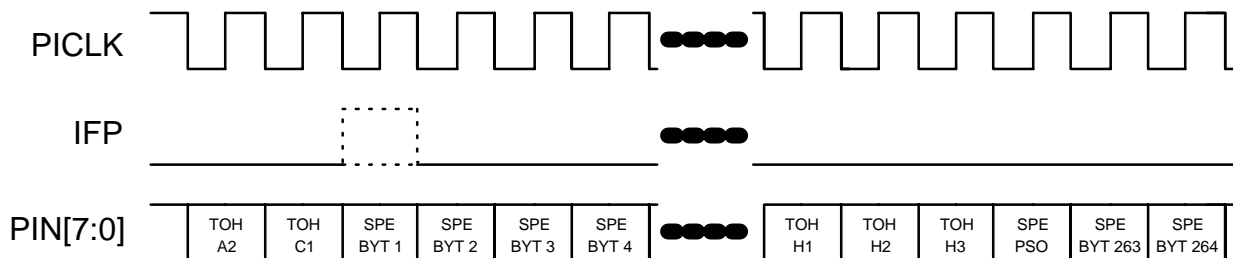 PICLK
IFP
PIN[7:0]
TOH
A2
TOH
C1
SPE
BYT 1
SPE
BYT 2
SPE
BYT 3
SPE
BYT 4
TOH
H1
TOH
H2
TOH
H3
SPE
PSO
SPE
BYT 263
SPE
BYT 264